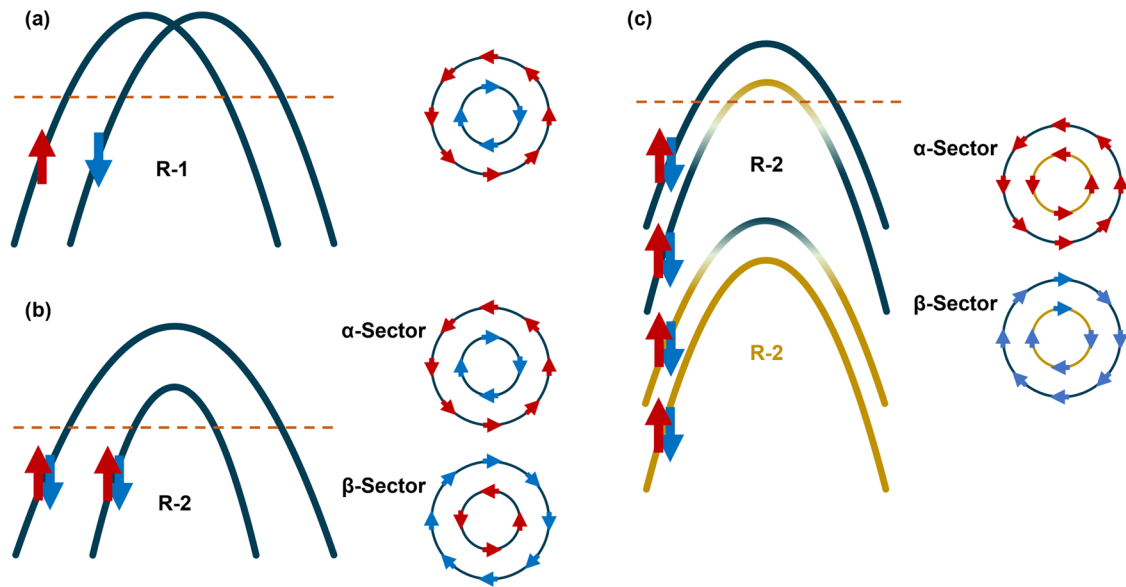 (a)
R-1
(b)
R-2
α-Sector
β-Sector
(c)
R-2
R-2
α-Sector
β-Sector